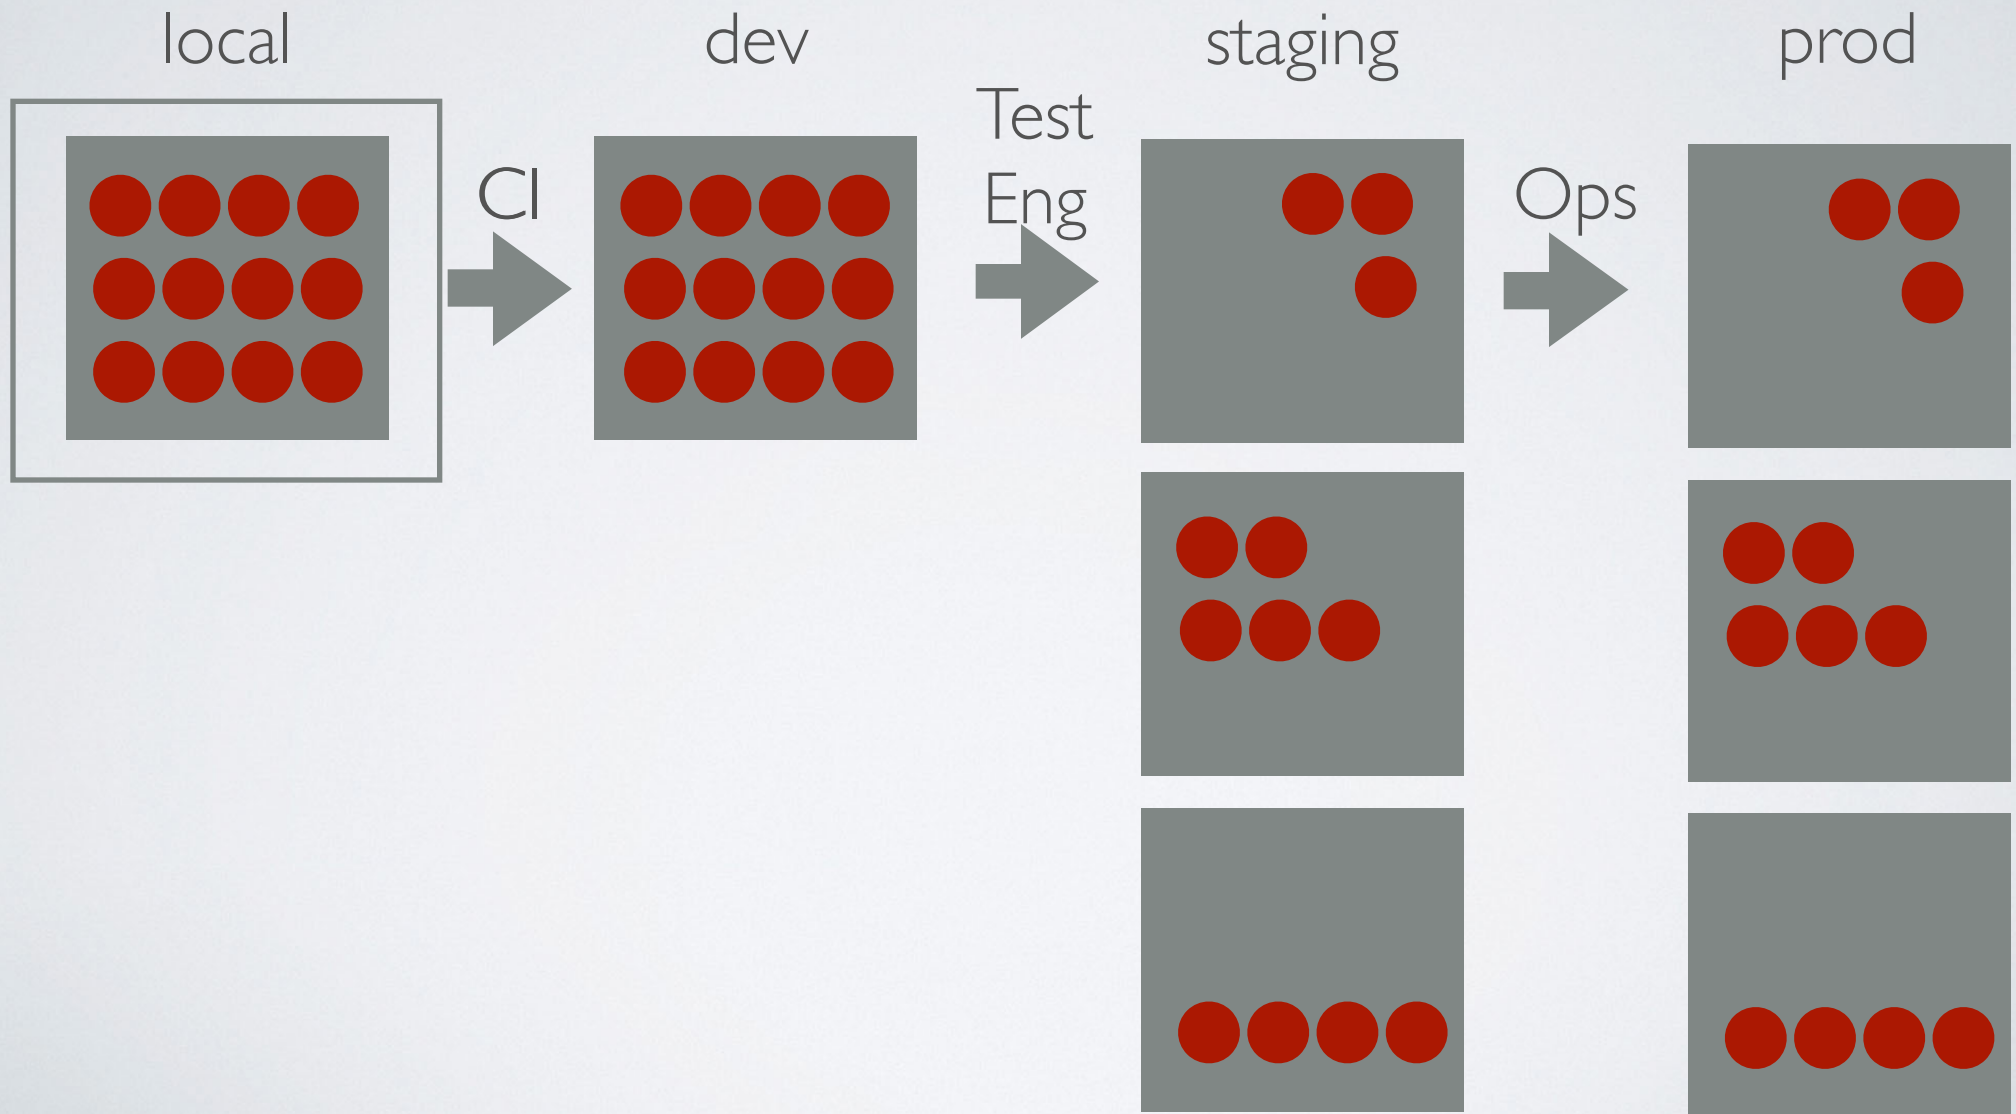 local
dev
staging
prod
CI
Test
Eng
Ops